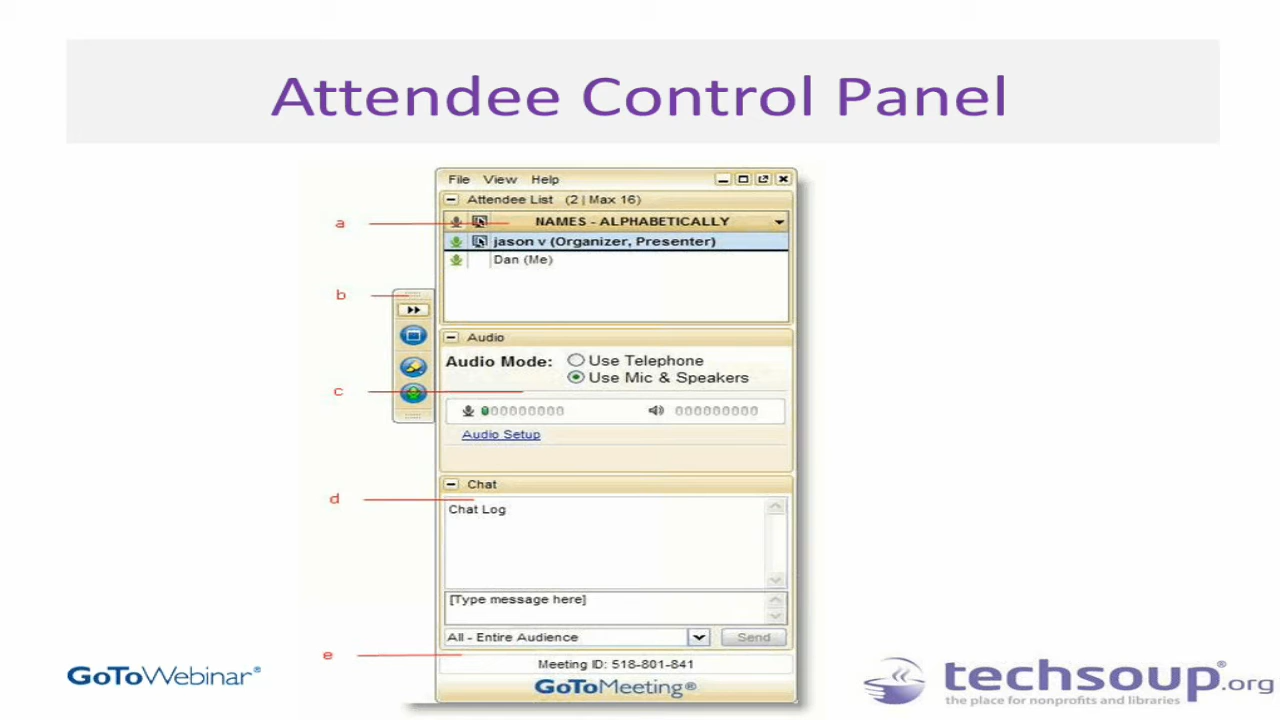 Attendee Control Panel
File View Help
Attendee List (2 | Max 16)
a
NAMES - ALPHABETICALLY
jason v (Organizer, Presenter)
Dan (Me)
b
Audio
Audio Mode: Use Telephone
Use Mic & Speakers
c
Audio Setup
Chat
d
Chat Log
[Type message here]
All - Entire Audience Send
e
Meeting ID: 518-801-841
GoToMeeting®
GoToWebinar®
techsoup®.org
the place for nonprofits and libraries